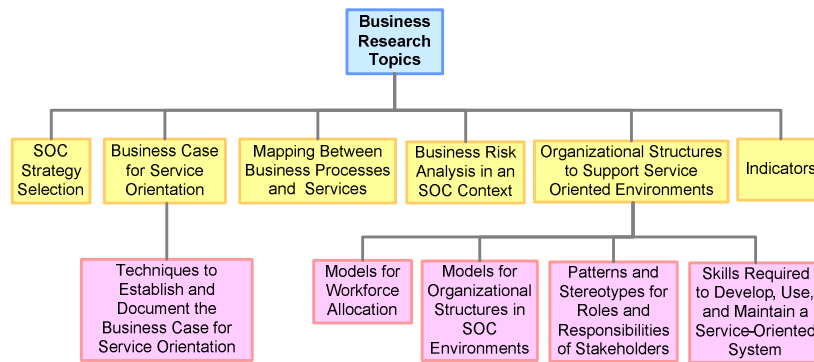 Business
Research
Topics
SOC
Strategy
Selection
Business Case
for Service
Orientation
Mapping Between
Business Processes
and Services
Business Risk
Analysis in an
SOC Context
Organizational Structures
to Support Service
Oriented Environments
Indicators
Techniques to
Establish and
Document the
Business Case for
Service Orientation
Models for
Workforce
Allocation
Models for
Organizational
Structures in
SOC
Environments
Patterns and
Stereotypes for
Roles and
Responsibilities
of Stakeholders
Skills Required
to Develop, Use,
and Maintain a
Service-Oriented
System